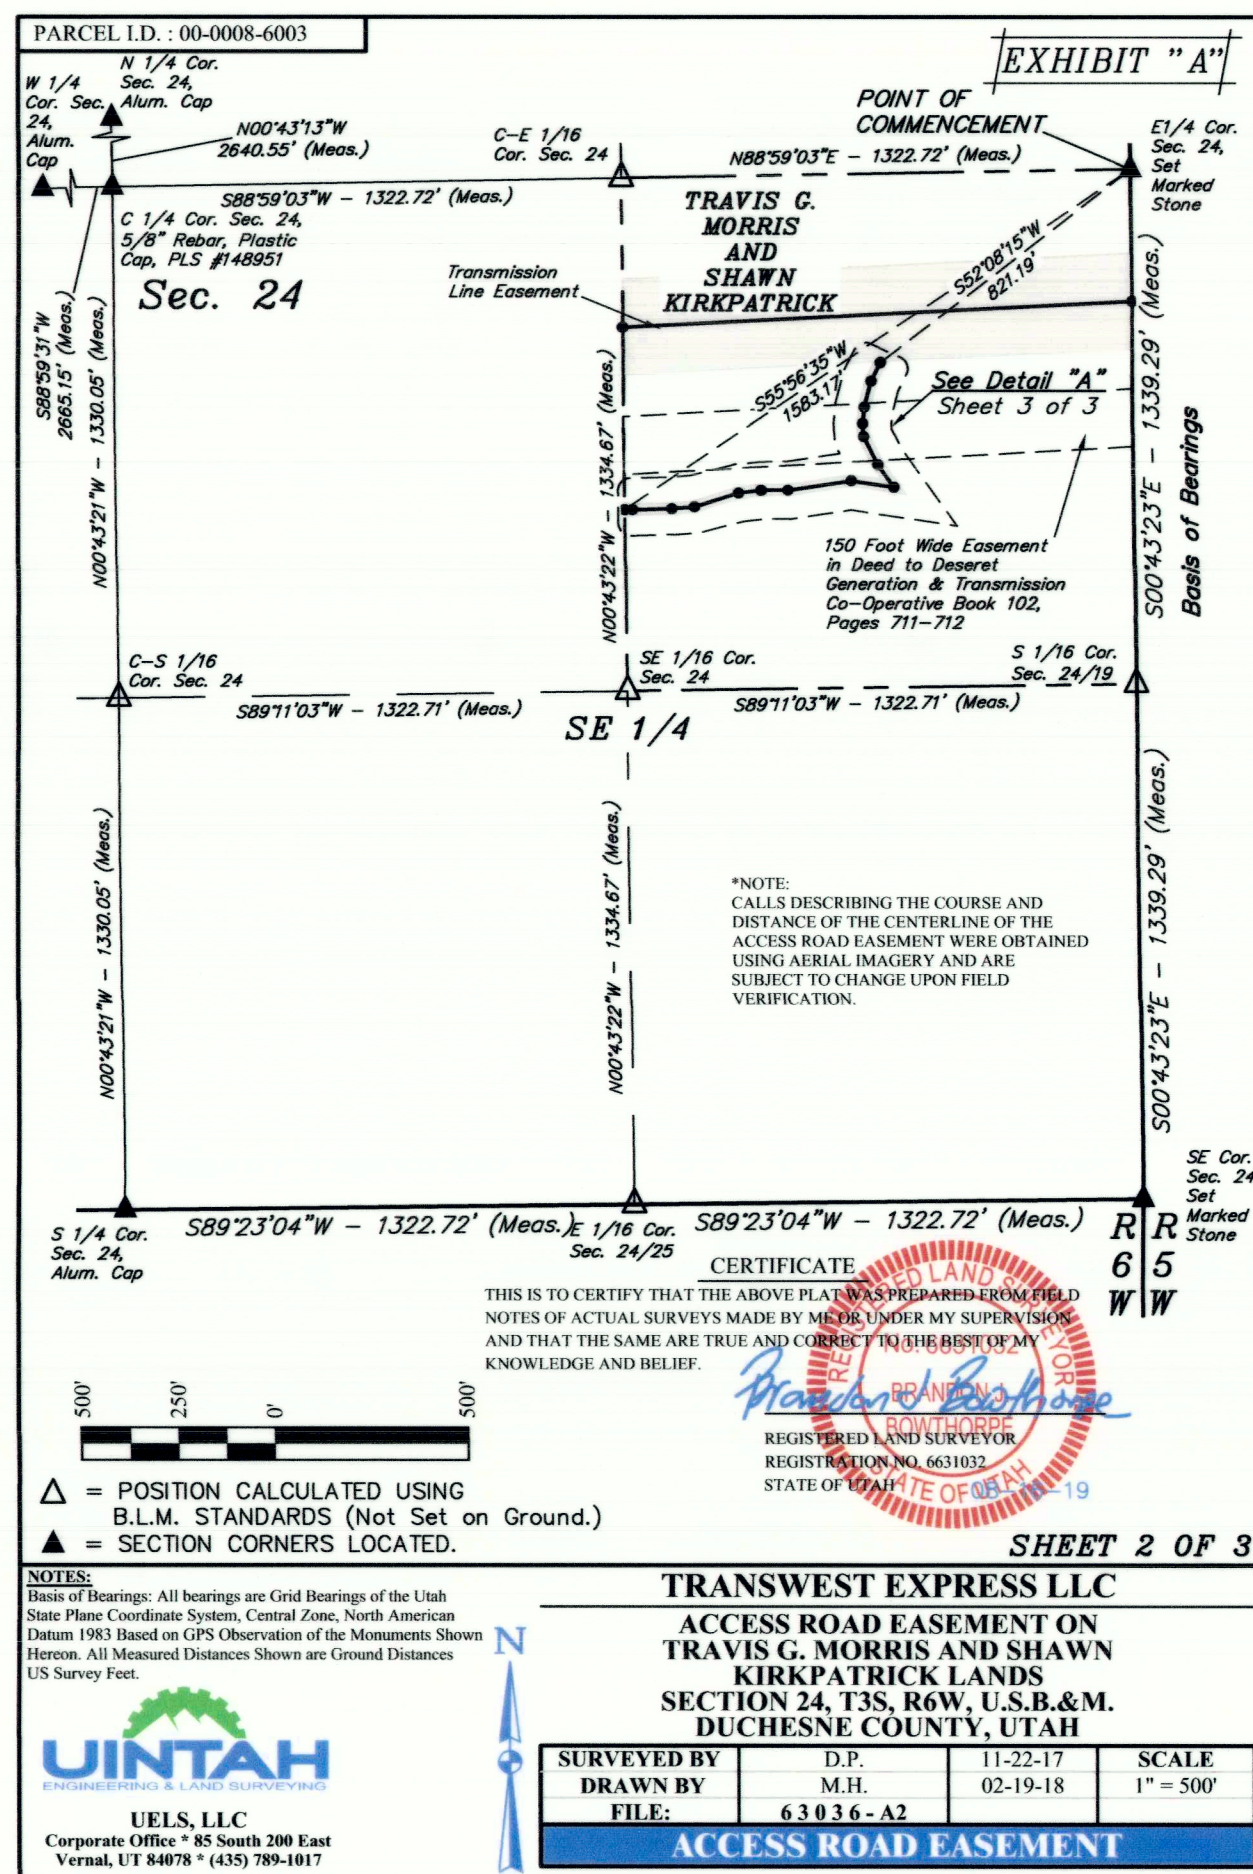 PARCEL I.D. : 00-0008-6003
EXHIBIT "A"
N 1/4 Cor.
Sec. 24,
Alum. Cap
W 1/4
Cor. Sec.
24,
Alum.
Cap
N00°43'13"W
2640.55' (Meas.)
C-E 1/16
Cor. Sec. 24
POINT OF
COMMENCEMENT
N88°59'03"E - 1322.72' (Meas.)
E1/4 Cor.
Sec. 24,
Set
Marked
Stone
S88°59'03"W - 1322.72' (Meas.)
C 1/4 Cor. Sec. 24,
5/8" Rebar, Plastic
Cap, PLS #148951
Sec. 24
TRAVIS G.
MORRIS
AND
SHAWN
KIRKPATRICK
Transmission
Line Easement
S52°08'15"W
821.19'
S88°59'31"W
2665.15' (Meas.)
N00°43'21"W - 1330.05' (Meas.)
N00°43'22"W - 1334.67' (Meas.)
S55°56'35"W
1583.17'
See Detail "A"
Sheet 3 of 3
S00°43'23"E - 1339.29' (Meas.)
Basis of Bearings
150 Foot Wide Easement
in Deed to Deseret
Generation & Transmission
Co-Operative Book 102,
Pages 711-712
C-S 1/16
Cor. Sec. 24
SE 1/16 Cor.
Sec. 24
S 1/16 Cor.
Sec. 24/19
S89°11'03"W - 1322.71' (Meas.)
S89°11'03"W - 1322.71' (Meas.)
SE 1/4
N00°43'21"W - 1330.05' (Meas.)
N00°43'22"W - 1334.67' (Meas.)
S00°43'23"E - 1339.29' (Meas.)
*NOTE:
CALLS DESCRIBING THE COURSE AND
DISTANCE OF THE CENTERLINE OF THE
ACCESS ROAD EASEMENT WERE OBTAINED
USING AERIAL IMAGERY AND ARE
SUBJECT TO CHANGE UPON FIELD
VERIFICATION.
SE Cor.
Sec. 24
Set
Marked
Stone
S 1/4 Cor.
Sec. 24,
Alum. Cap
S89°23'04"W - 1322.72' (Meas.)
E 1/16 Cor.
Sec. 24/25
S89°23'04"W - 1322.72' (Meas.)
R R
6 5
W W
CERTIFICATE
THIS IS TO CERTIFY THAT THE ABOVE PLAT WAS PREPARED FROM FIELD
NOTES OF ACTUAL SURVEYS MADE BY ME OR UNDER MY SUPERVISION
AND THAT THE SAME ARE TRUE AND CORRECT TO THE BEST OF MY
KNOWLEDGE AND BELIEF.
REGISTERED LAND SURVEYOR
No. 6631032
BRANDON J.
BOWTHORPE
STATE OF UTAH
Brandon J Bowthorpe
REGISTERED LAND SURVEYOR
REGISTRATION NO. 6631032
STATE OF UTAH
500' 250' 0' 500'
= POSITION CALCULATED USING
B.L.M. STANDARDS (Not Set on Ground.)
= SECTION CORNERS LOCATED.
SHEET 2 OF 3
NOTES:
Basis of Bearings: All bearings are Grid Bearings of the Utah
State Plane Coordinate System, Central Zone, North American
Datum 1983 Based on GPS Observation of the Monuments Shown
Hereon. All Measured Distances Shown are Ground Distances
US Survey Feet.
N
UINTAH
ENGINEERING & LAND SURVEYING
UELS, LLC
Corporate Office * 85 South 200 East
Vernal, UT 84078 * (435) 789-1017
TRANSWEST EXPRESS LLC
ACCESS ROAD EASEMENT ON
TRAVIS G. MORRIS AND SHAWN
KIRKPATRICK LANDS
SECTION 24, T3S, R6W, U.S.B.&M.
DUCHESNE COUNTY, UTAH
SURVEYED BY D.P. 11-22-17 SCALE
DRAWN BY M.H. 02-19-18 1" = 500'
FILE: 63036-A2
ACCESS ROAD EASEMENT